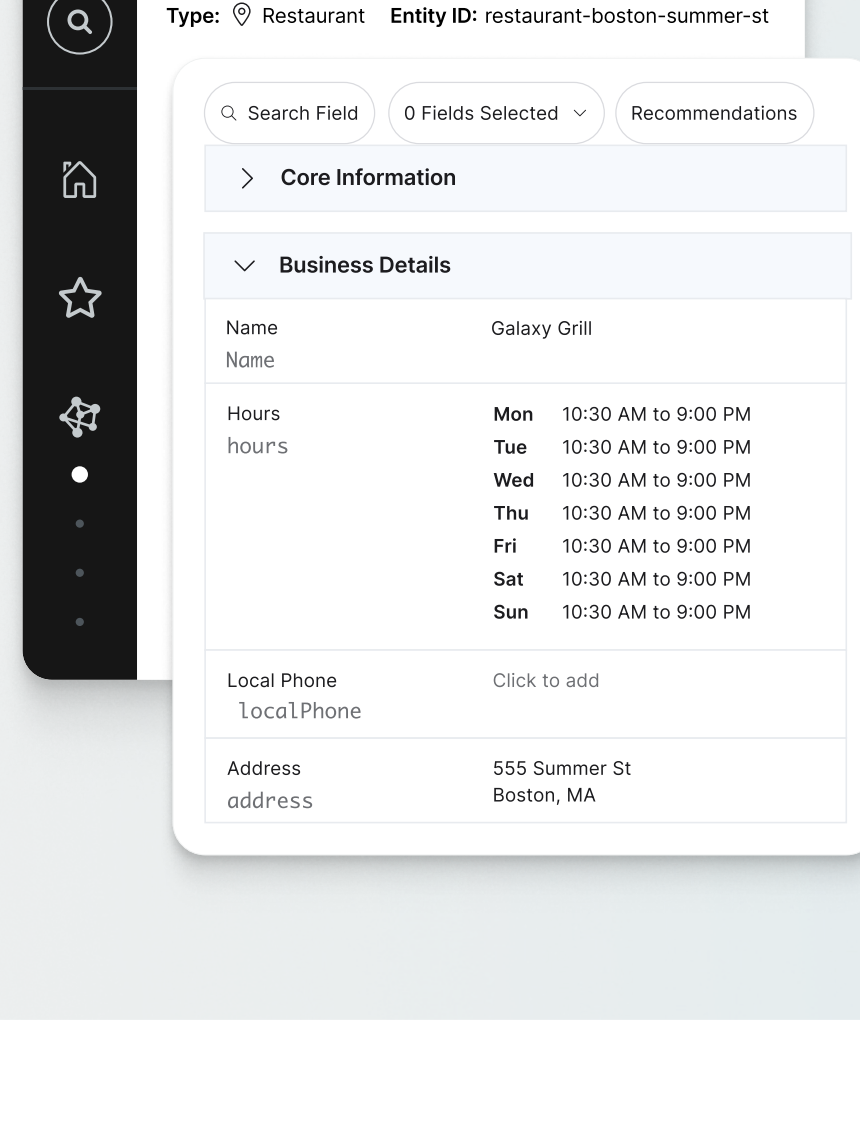 Type: Restaurant Entity ID: restaurant-boston-summer-st
Search Field 0 Fields Selected Recommendations
Core Information
Business Details
Name Galaxy Grill
Name
Hours Mon 10:30 AM to 9:00 PM
hours Tue 10:30 AM to 9:00 PM
Wed 10:30 AM to 9:00 PM
Thu 10:30 AM to 9:00 PM
Fri 10:30 AM to 9:00 PM
Sat 10:30 AM to 9:00 PM
Sun 10:30 AM to 9:00 PM
Local Phone Click to add
localPhone
Address 555 Summer St
address Boston, MA